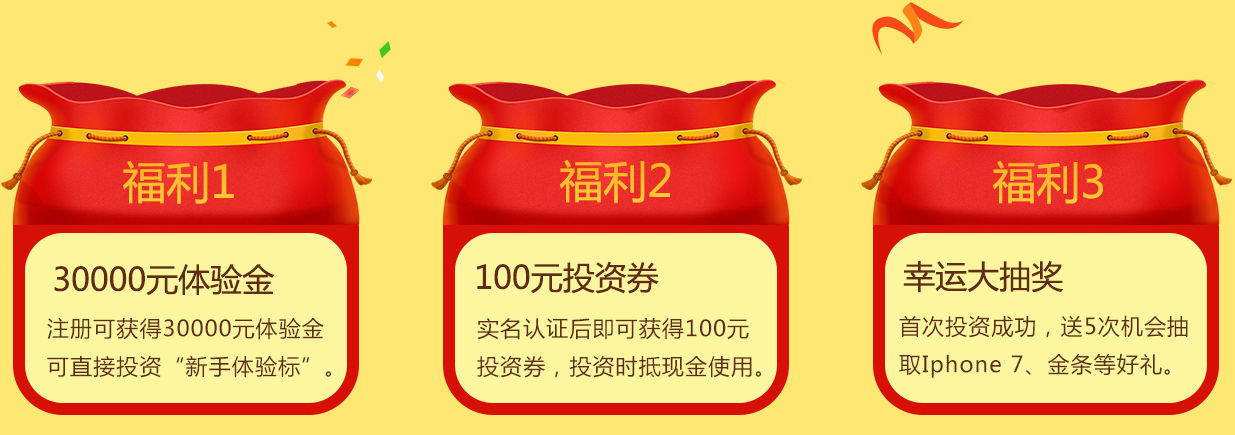 福利1
30000元体验金
注册可获得30000元体验金
可直接投资“新手体验标”。
福利2
100元投资券
实名认证后即可获得100元
投资券，投资时抵现金使用。
福利3
幸运大抽奖
首次投资成功，送5次机会抽
取Iphone 7、金条等好礼。